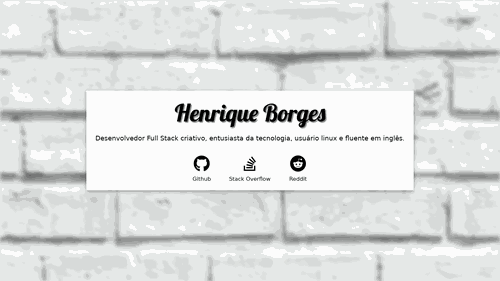 Henrique Borges
Desenvolvedor Full Stack criativo, entusiasta da tecnologia, usuário linux e fluente em inglês.
Github Stack Overflow Reddit